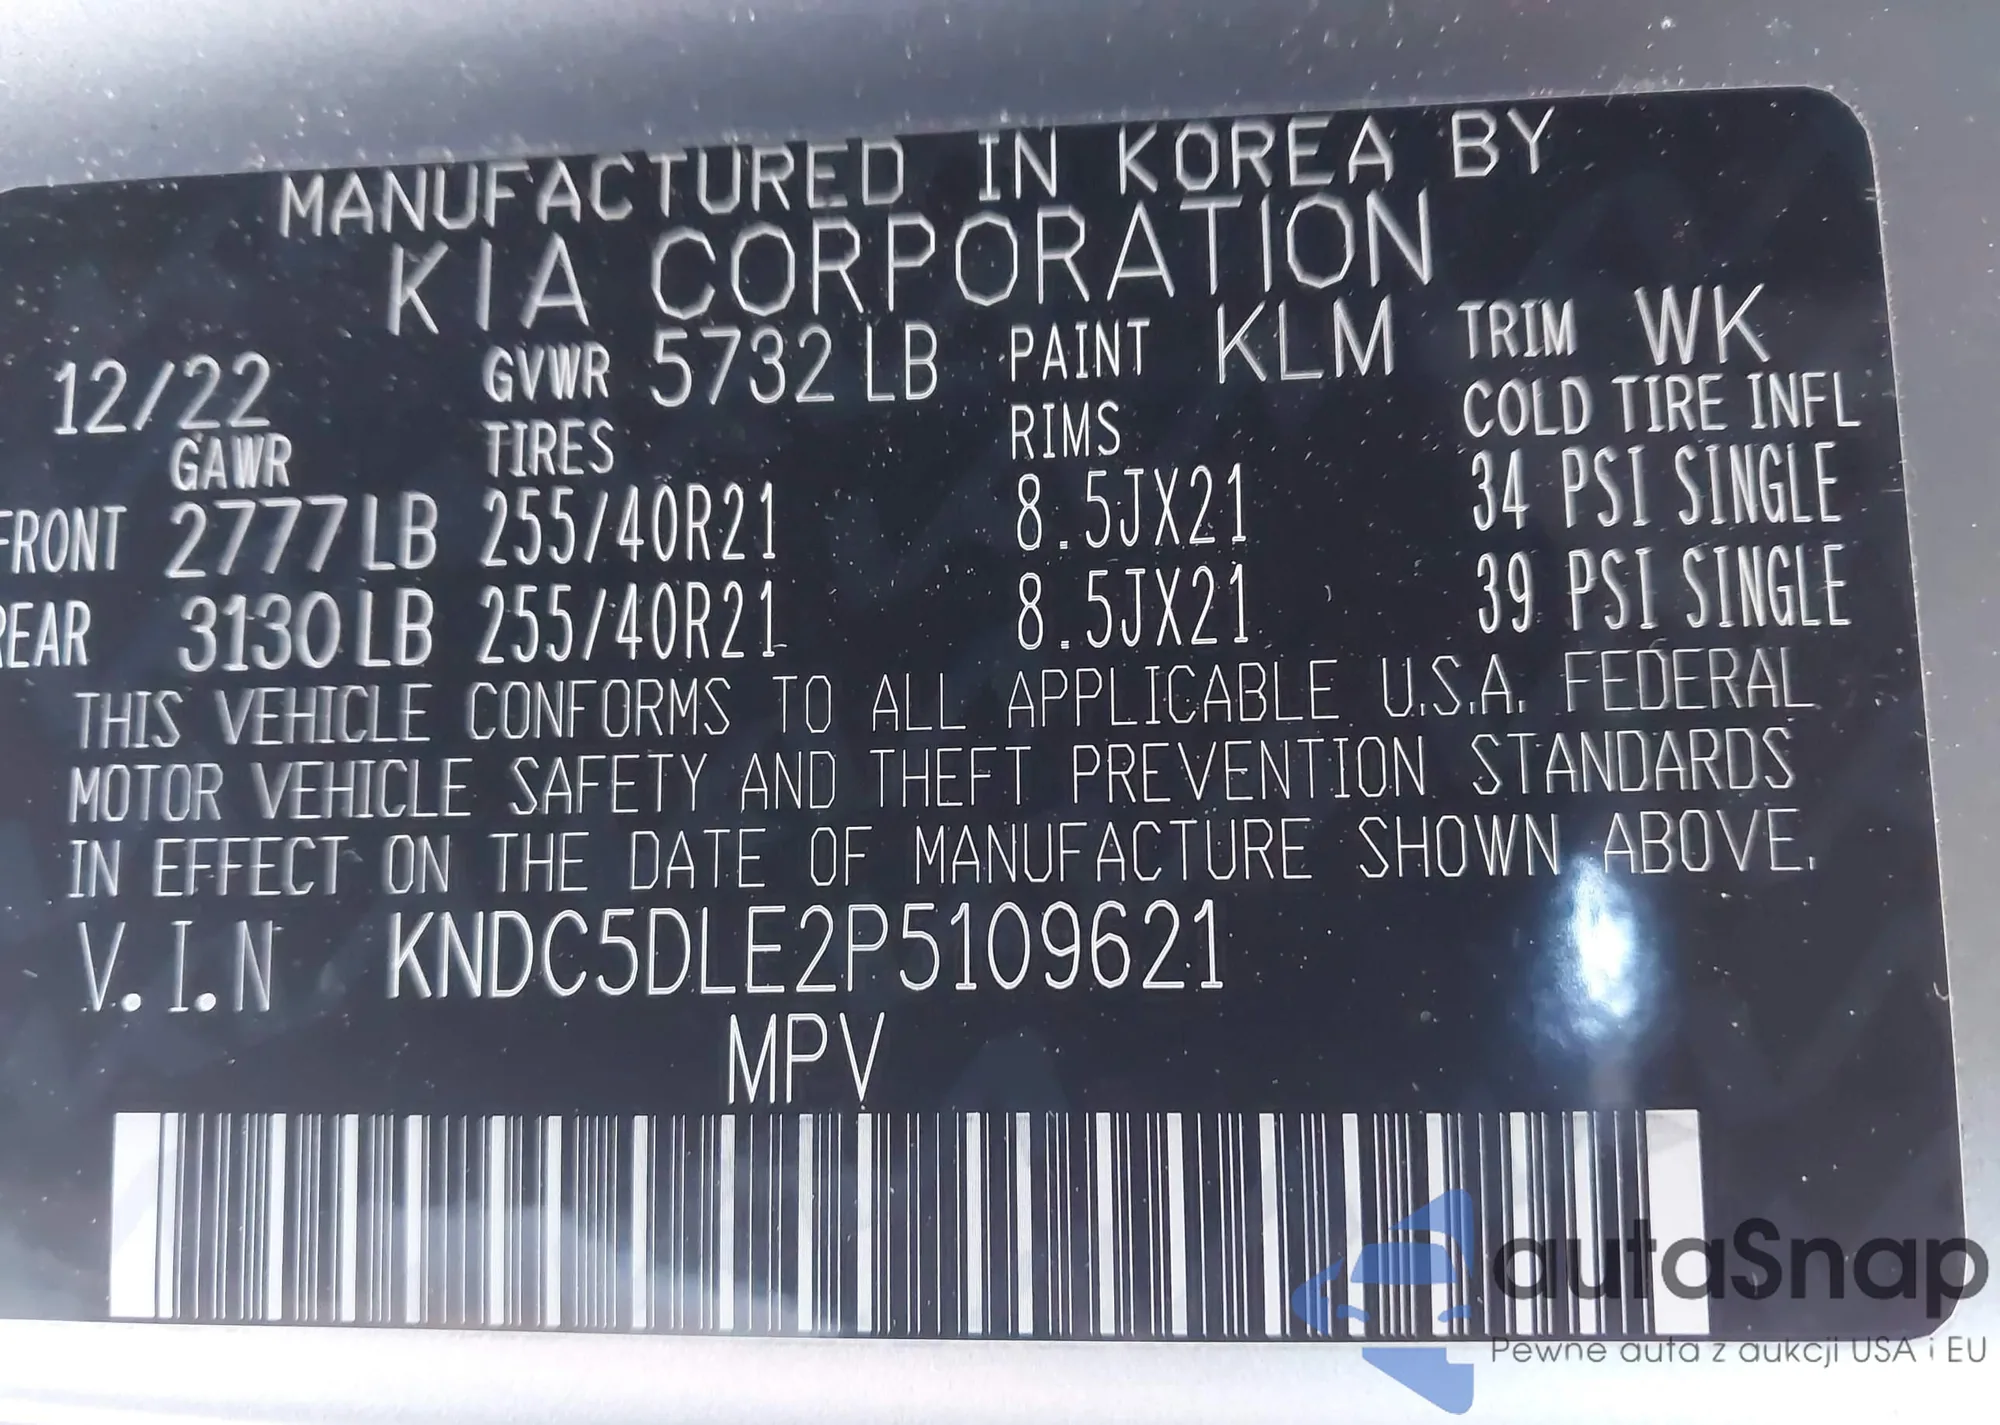 MANUFACTURED IN KOREA BY
KIA CORPORATION
12/22 GVWR 5732 LB PAINT KLM TRIM WK
GAWR TIRES RIMS COLD TIRE INFL
FRONT 2777 LB 255/40R21 8.5JX21 34 PSI SINGLE
REAR 3130 LB 255/40R21 8.5JX21 39 PSI SINGLE
THIS VEHICLE CONFORMS TO ALL APPLICABLE U.S.A. FEDERAL
MOTOR VEHICLE SAFETY AND THEFT PREVENTION STANDARDS
IN EFFECT ON THE DATE OF MANUFACTURE SHOWN ABOVE.
V.I.N KNDC5DLE2P5109621
MPV
autaSnap
Pewne auta z aukcji USA i EU